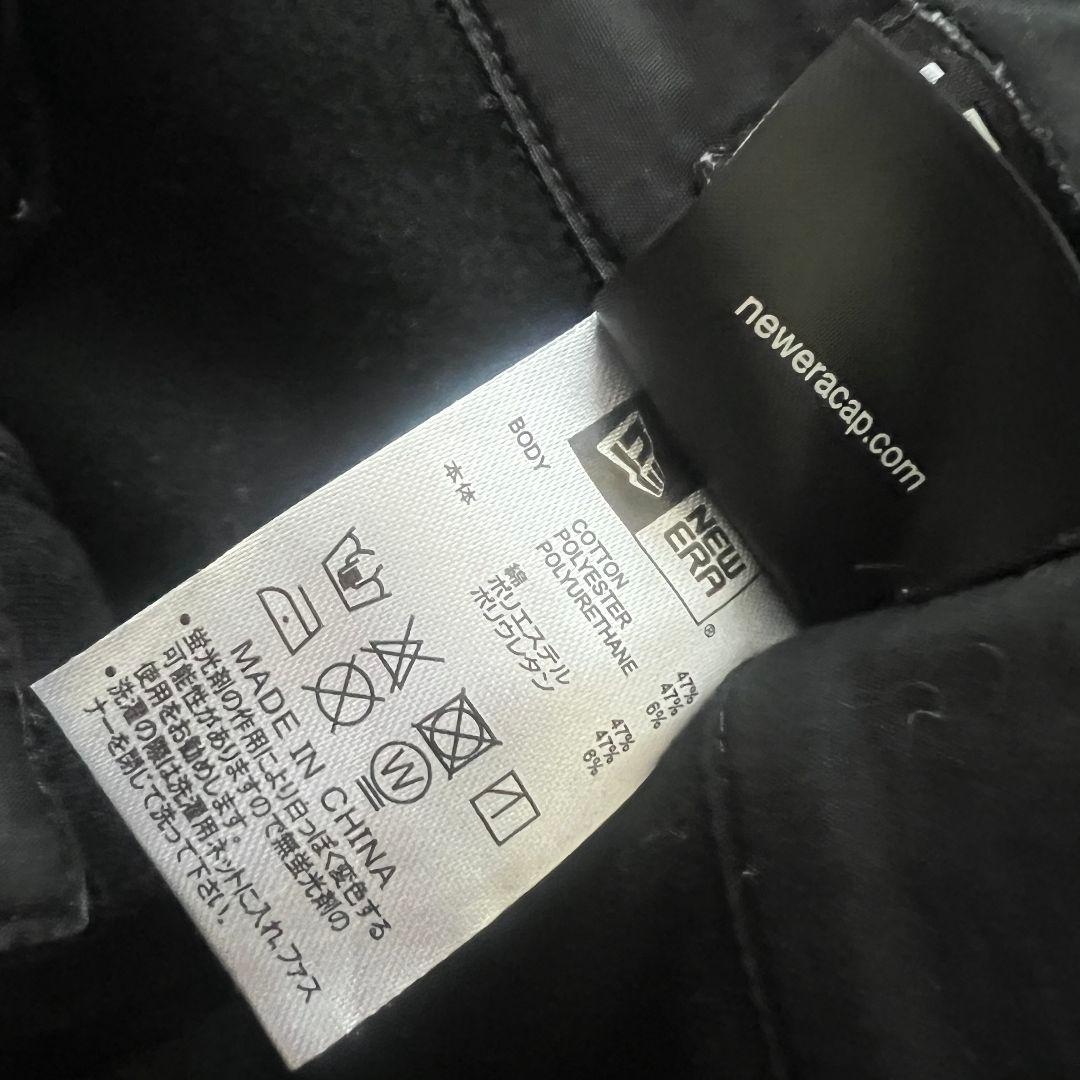 neweracap.com
NEW
ERA®
BODY
COTTON 47%
POLYESTER 47%
POLYURETHANE 6%
本体
綿 47%
ポリエステル 47%
ポリウレタン 6%
W
MADE IN CHINA
・蛍光剤の作用により白っぽく変色する
可能性がありますので無蛍光剤の
使用をお勧めします。
・洗濯の際は洗濯用ネットに入れ、ファス
ナーを閉じて洗って下さい。